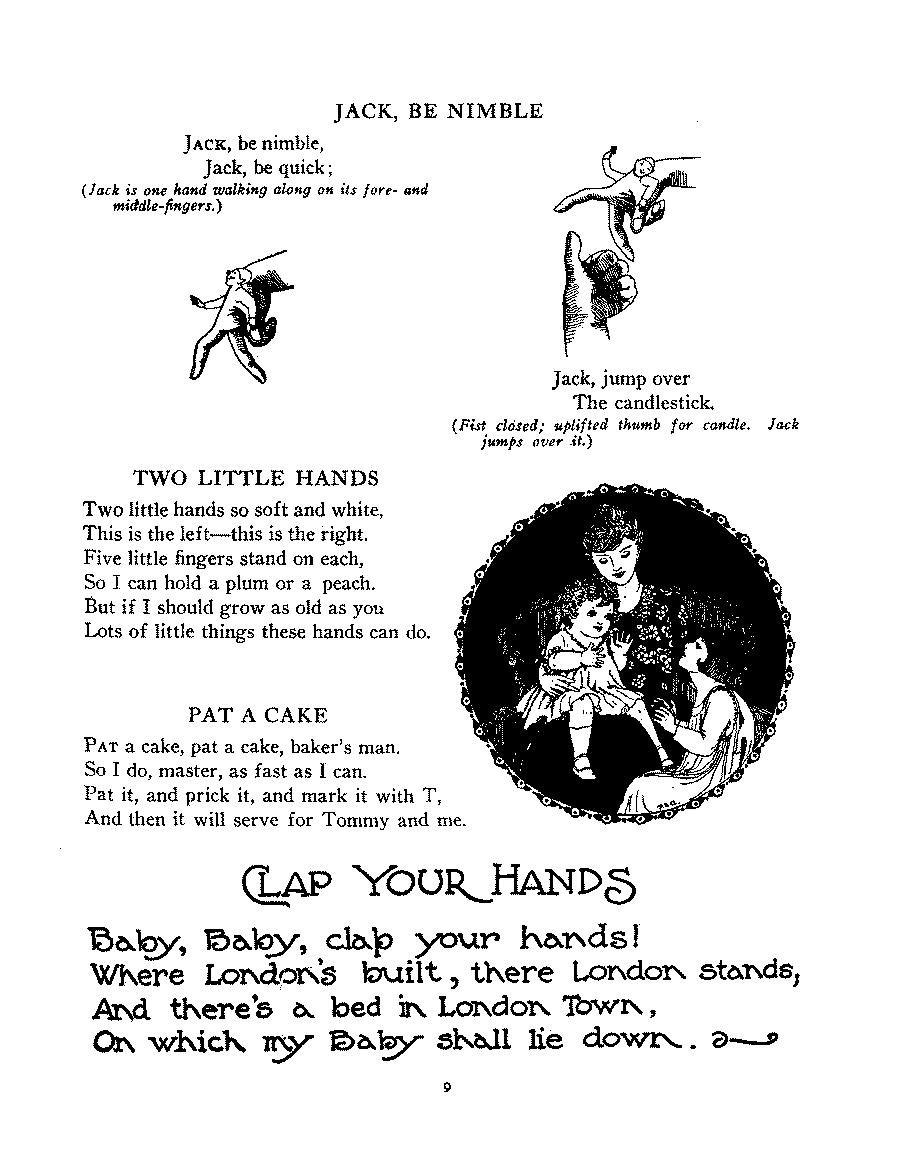 JACK, BE NIMBLE
JACK, be nimble,
Jack, be quick;
(Jack is one hand walking along on its fore- and
middle-fingers.)
Jack, jump over
The candlestick.
(Fist closed; uplifted thumb for candle. Jack
jumps over it.)
TWO LITTLE HANDS
Two little hands so soft and white,
This is the left—this is the right.
Five little fingers stand on each,
So I can hold a plum or a peach.
But if I should grow as old as you
Lots of little things these hands can do.
PAT A CAKE
PAT a cake, pat a cake, baker's man.
So I do, master, as fast as I can.
Pat it, and prick it, and mark it with T,
And then it will serve for Tommy and me.
CLAP YOUR HANDS
Baby, Baby, clap your hands!
Where London's built, there London stands,
And there's a bed in London Town,
On which my Baby shall lie down.
9